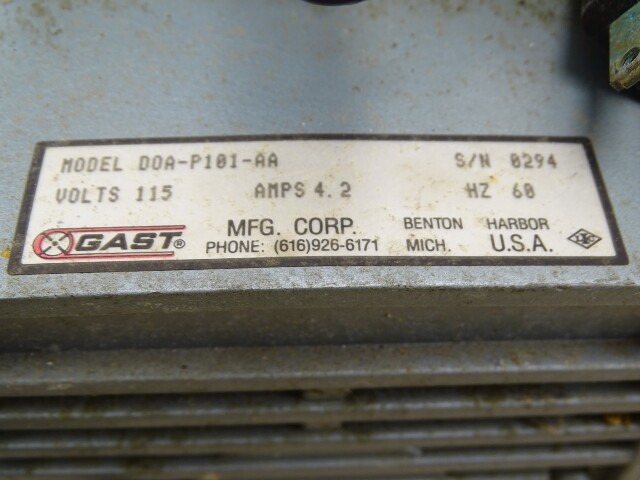 MODEL DOA-P101-AA S/N 0294
VOLTS 115 AMPS 4.2 HZ 60
GAST® MFG. CORP. BENTON HARBOR
PHONE: (616)926-6171 MICH. U.S.A.